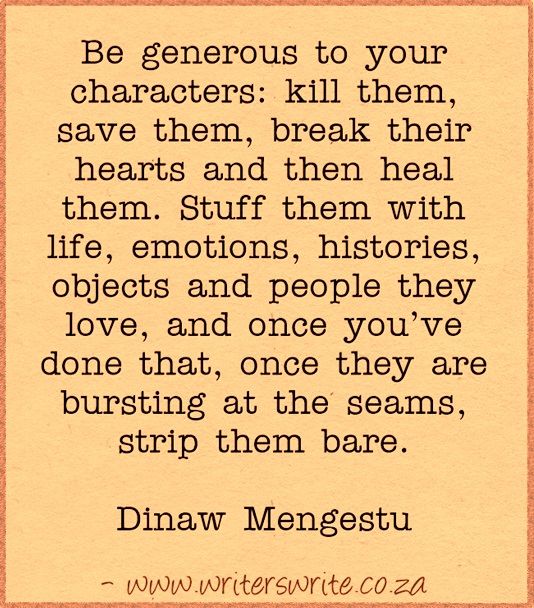 Be generous to your
characters: kill them,
save them, break their
hearts and then heal
them. Stuff them with
life, emotions, histories,
objects and people they
love, and once you’ve
done that, once they are
bursting at the seams,
strip them bare.
Dinaw Mengestu
- www.writerswrite.co.za